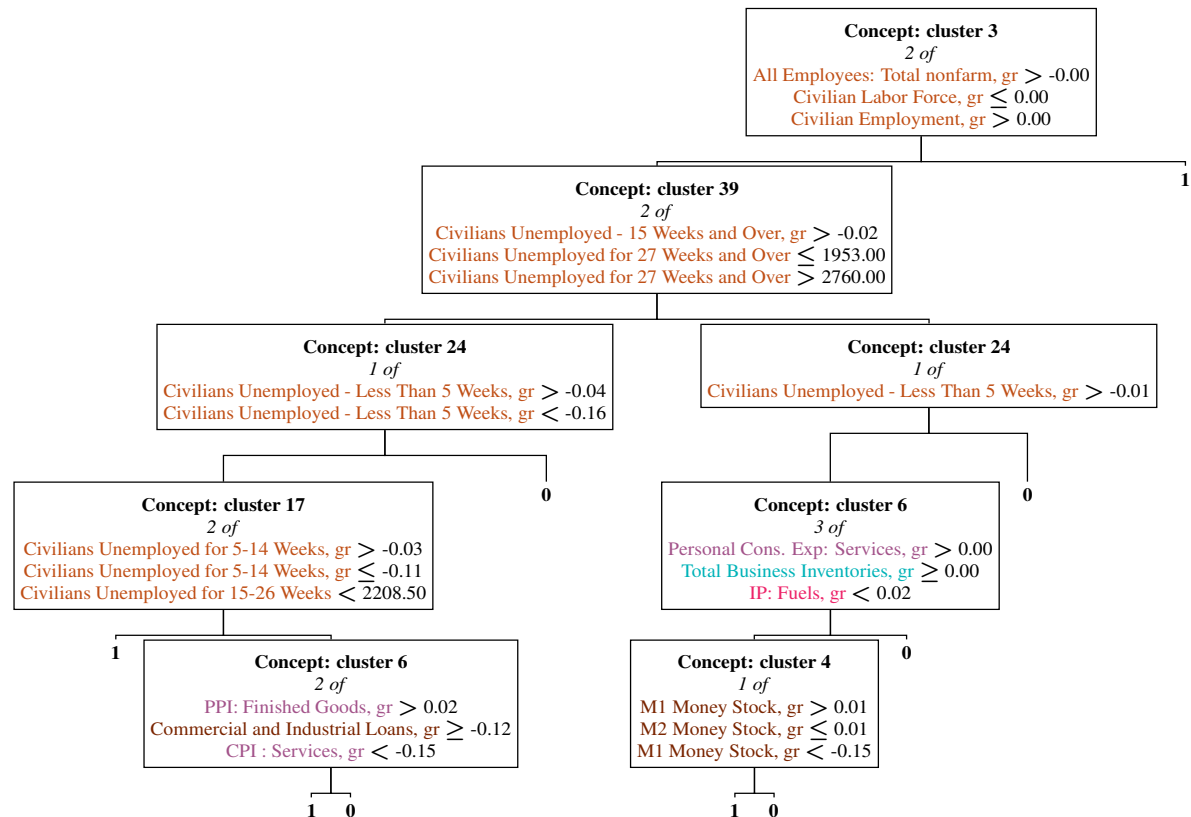 Concept: cluster 3
2 of
All Employees: Total nonfarm, gr > -0.00
Civilian Labor Force, gr ≤ 0.00
Civilian Employment, gr > 0.00
1
Concept: cluster 39
2 of
Civilians Unemployed - 15 Weeks and Over, gr > -0.02
Civilians Unemployed for 27 Weeks and Over ≤ 1953.00
Civilians Unemployed for 27 Weeks and Over > 2760.00
Concept: cluster 24
1 of
Civilians Unemployed - Less Than 5 Weeks, gr > -0.04
Civilians Unemployed - Less Than 5 Weeks, gr < -0.16
Concept: cluster 24
1 of
Civilians Unemployed - Less Than 5 Weeks, gr > -0.01
0
0
Concept: cluster 17
2 of
Civilians Unemployed for 5-14 Weeks, gr > -0.03
Civilians Unemployed for 5-14 Weeks, gr ≤ -0.11
Civilians Unemployed for 15-26 Weeks < 2208.50
Concept: cluster 6
3 of
Personal Cons. Exp: Services, gr > 0.00
Total Business Inventories, gr ≥ 0.00
IP: Fuels, gr < 0.02
1
0
Concept: cluster 6
2 of
PPI: Finished Goods, gr > 0.02
Commercial and Industrial Loans, gr ≥ -0.12
CPI : Services, gr < -0.15
Concept: cluster 4
1 of
M1 Money Stock, gr > 0.01
M2 Money Stock, gr ≤ 0.01
M1 Money Stock, gr < -0.15
1 0
1 0